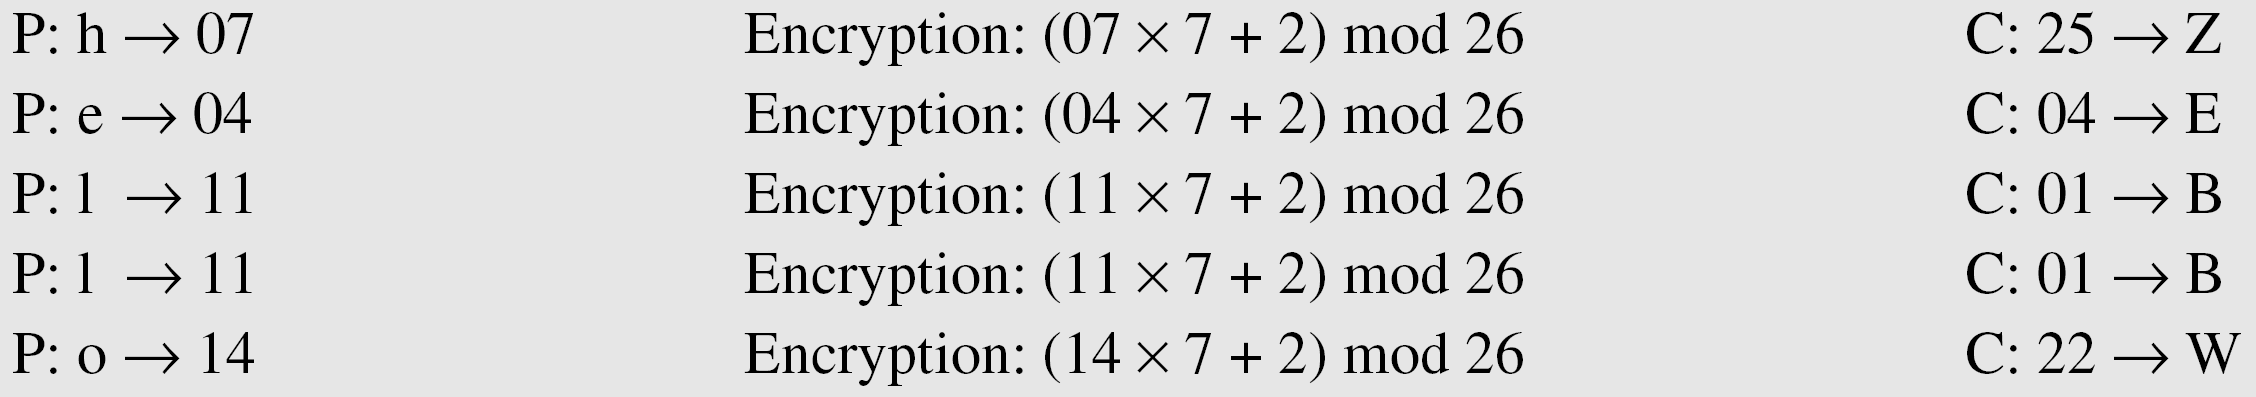 P: h → 07 Encryption: (07 × 7 + 2) mod 26 C: 25 → Z
P: e → 04 Encryption: (04 × 7 + 2) mod 26 C: 04 → E
P: l → 11 Encryption: (11 × 7 + 2) mod 26 C: 01 → B
P: l → 11 Encryption: (11 × 7 + 2) mod 26 C: 01 → B
P: o → 14 Encryption: (14 × 7 + 2) mod 26 C: 22 → W